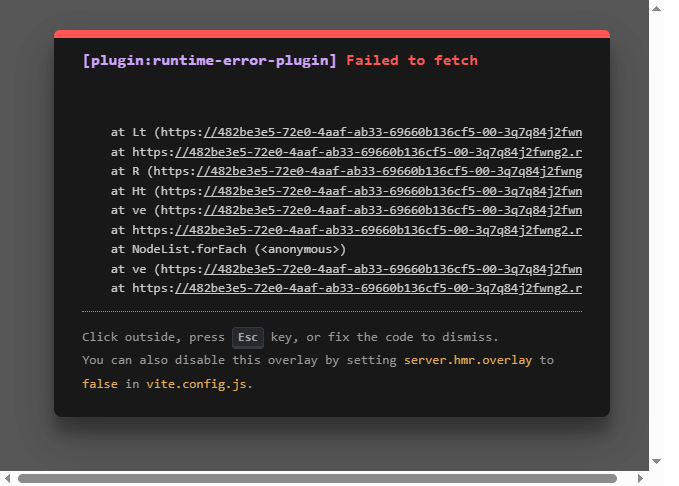 [plugin:runtime-error-plugin] Failed to fetch
at Lt (https://482be3e5-72e0-4aaf-ab33-69660b136cf5-00-3q7q84j2fwn
at https://482be3e5-72e0-4aaf-ab33-69660b136cf5-00-3q7q84j2fwng2.r
at R (https://482be3e5-72e0-4aaf-ab33-69660b136cf5-00-3q7q84j2fwng
at Ht (https://482be3e5-72e0-4aaf-ab33-69660b136cf5-00-3q7q84j2fwn
at ve (https://482be3e5-72e0-4aaf-ab33-69660b136cf5-00-3q7q84j2fwn
at https://482be3e5-72e0-4aaf-ab33-69660b136cf5-00-3q7q84j2fwng2.r
at NodeList.forEach (<anonymous>)
at ve (https://482be3e5-72e0-4aaf-ab33-69660b136cf5-00-3q7q84j2fwn
at https://482be3e5-72e0-4aaf-ab33-69660b136cf5-00-3q7q84j2fwng2.r
Click outside, press Esc key, or fix the code to dismiss.
You can also disable this overlay by setting server.hmr.overlay to
false in vite.config.js.